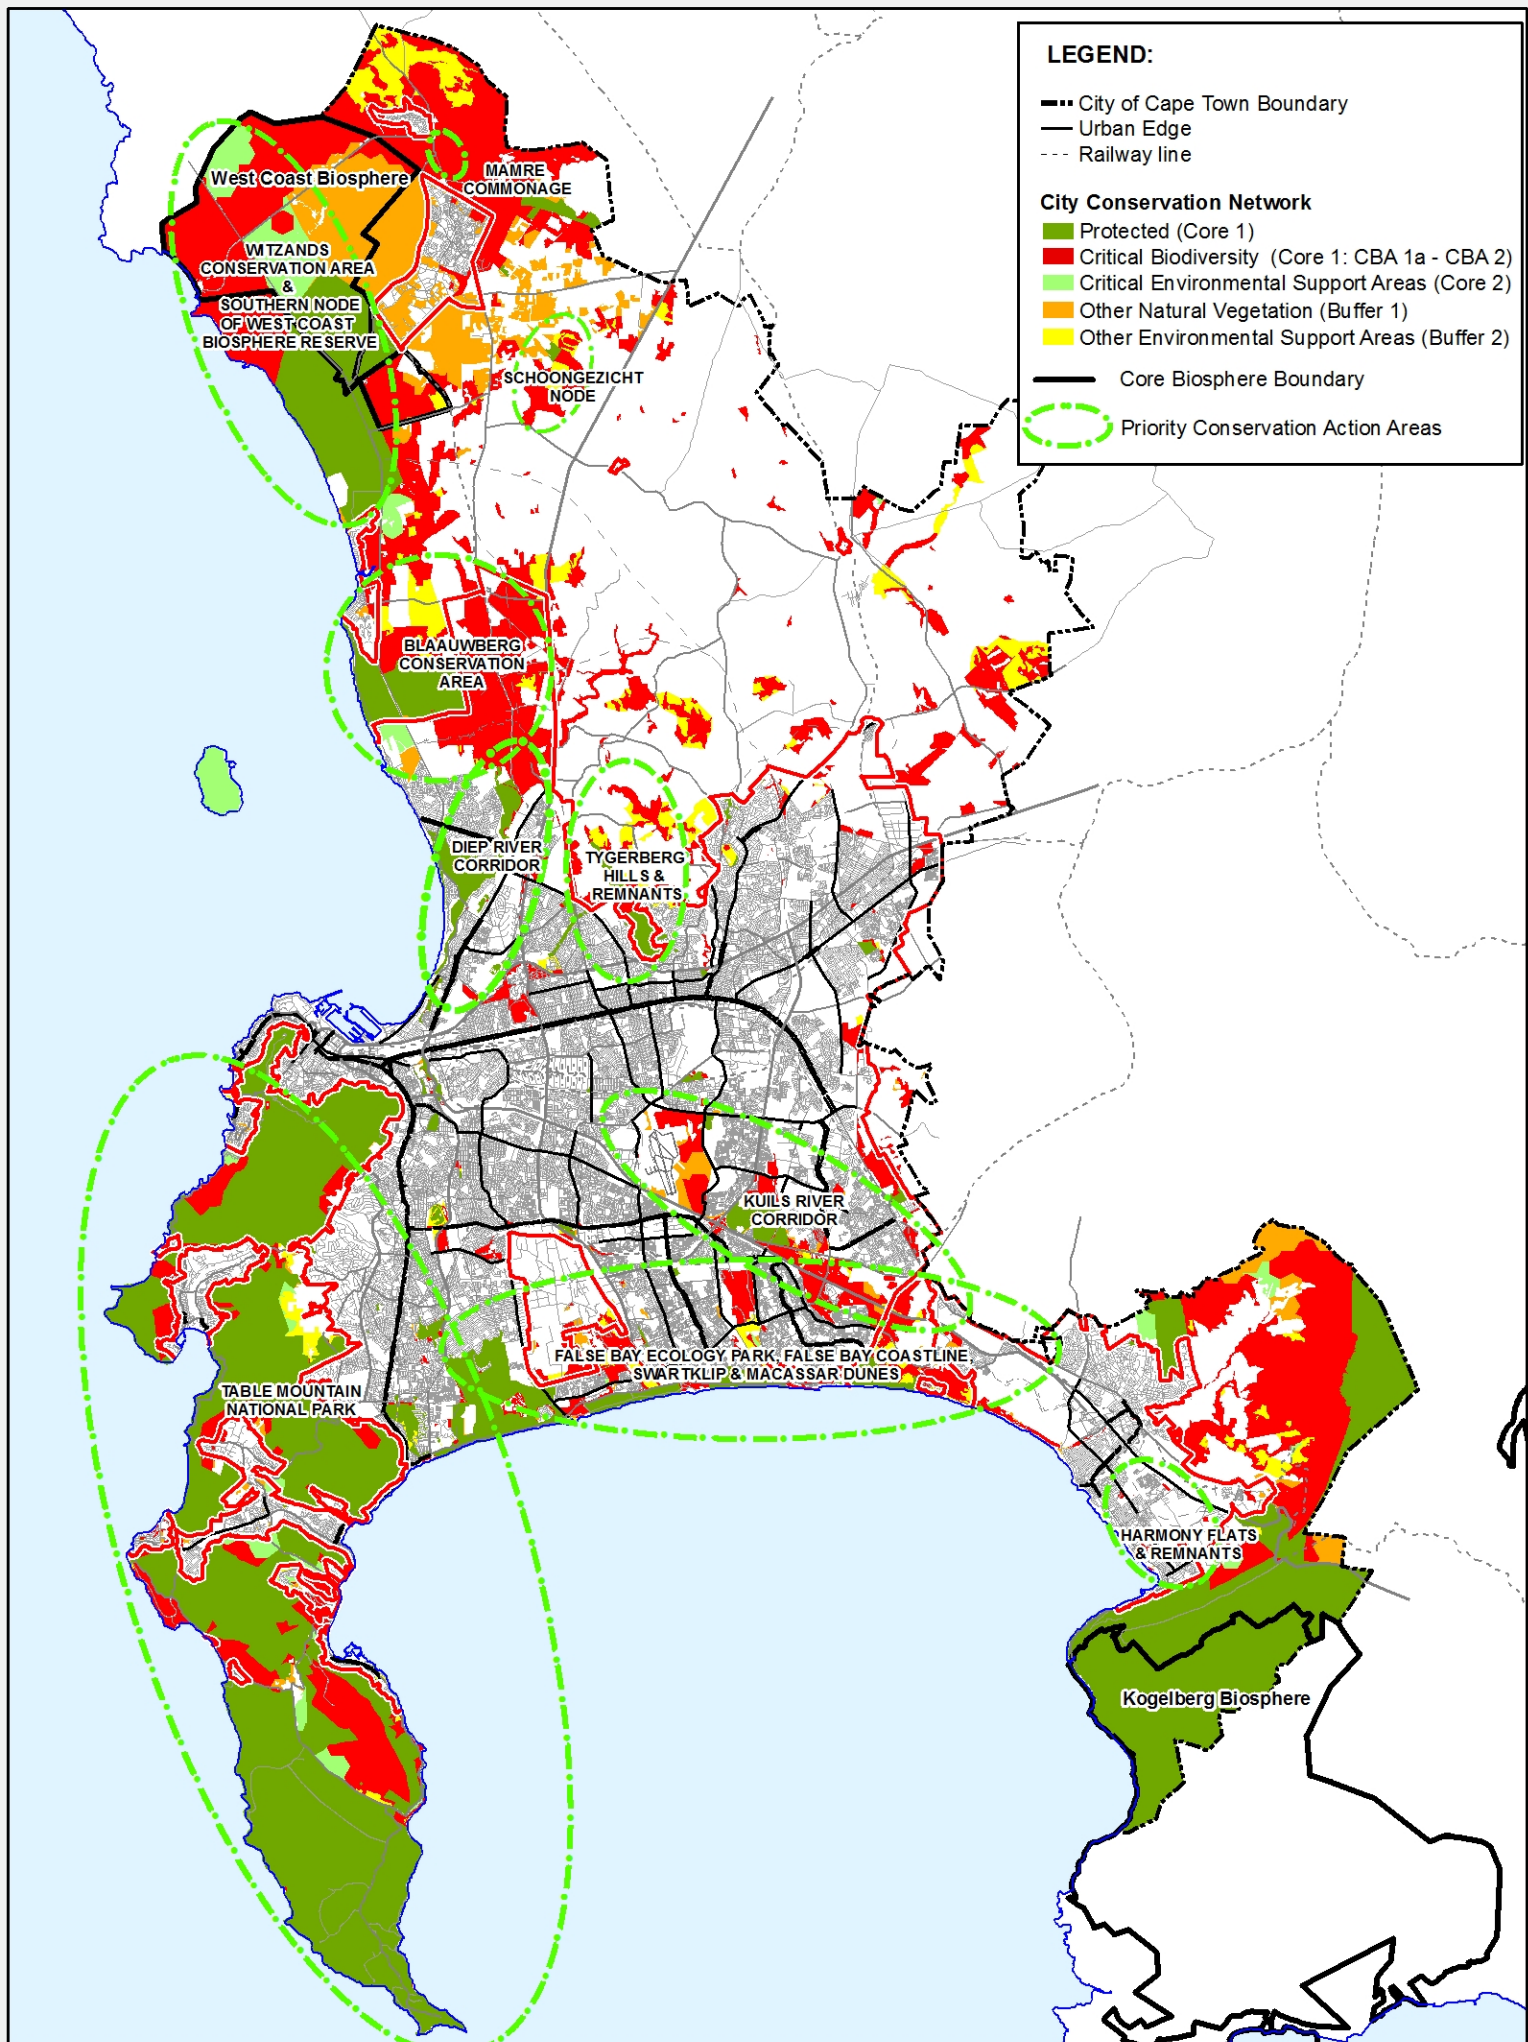 LEGEND:
City of Cape Town Boundary
Urban Edge
Railway line
City Conservation Network
Protected (Core 1)
Critical Biodiversity (Core 1: CBA 1a - CBA 2)
Critical Environmental Support Areas (Core 2)
Other Natural Vegetation (Buffer 1)
Other Environmental Support Areas (Buffer 2)
Core Biosphere Boundary
Priority Conservation Action Areas
MAMRE
COMMONAGE
West Coast Biosphere
WITZANDS
CONSERVATION AREA
&
SOUTHERN NODE
OF WEST COAST
BIOSPHERE RESERVE
SCHOONGEZICHT
NODE
BLAAUWBERG
CONSERVATION
AREA
DIEP RIVER
CORRIDOR
TYGERBERG
HILLS &
REMNANTS
KUILS RIVER
CORRIDOR
FALSE BAY ECOLOGY PARK, FALSE BAY COASTLINE,
SWARTKLIP & MACASSAR DUNES
TABLE MOUNTAIN
NATIONAL PARK
HARMONY FLATS
& REMNANTS
Kogelberg Biosphere